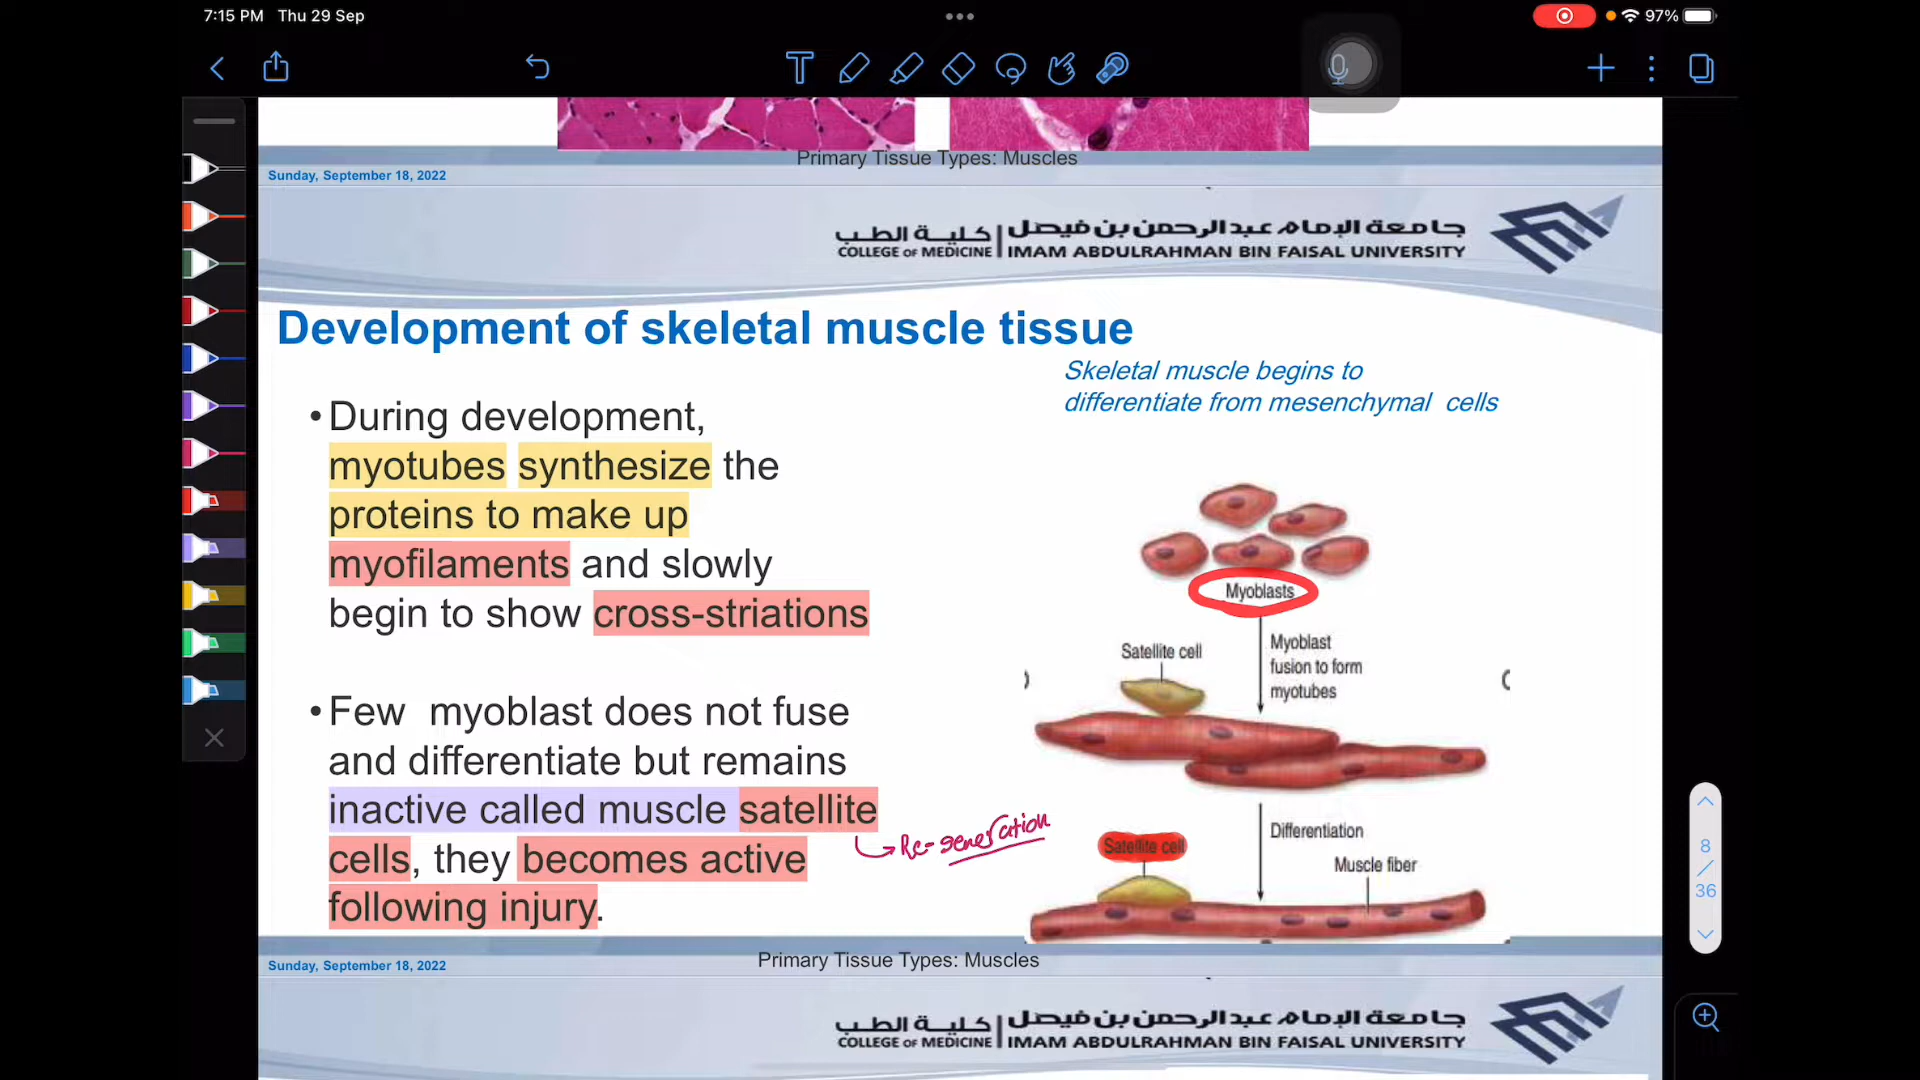 7:15 PM Thu 29 Sep
97%
Primary Tissue Types: Muscles
Sunday, September 18, 2022
كلية الطب | جامعة الإمام عبدالرحمن بن فيصل
COLLEGE OF MEDICINE | IMAM ABDULRAHMAN BIN FAISAL UNIVERSITY
Development of skeletal muscle tissue
Skeletal muscle begins to
differentiate from mesenchymal cells
•During development,
myotubes synthesize the
proteins to make up
myofilaments and slowly
begin to show cross-striations
•Few myoblast does not fuse
and differentiate but remains
inactive called muscle satellite
cells, they becomes active
following injury.
Re-generation
Myoblasts
Satellite cell
Myoblast
fusion to form
myotubes
Differentiation
Satellite cell
Muscle fiber
8
/
36
Primary Tissue Types: Muscles
Sunday, September 18, 2022
كلية الطب | جامعة الإمام عبدالرحمن بن فيصل
COLLEGE OF MEDICINE | IMAM ABDULRAHMAN BIN FAISAL UNIVERSITY